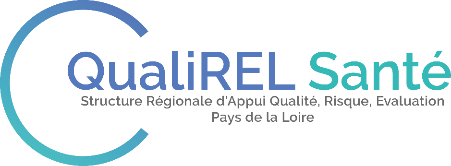 QualiREL Santé
Structure Régionale d'Appui Qualité, Risque, Evaluation
Pays de la Loire